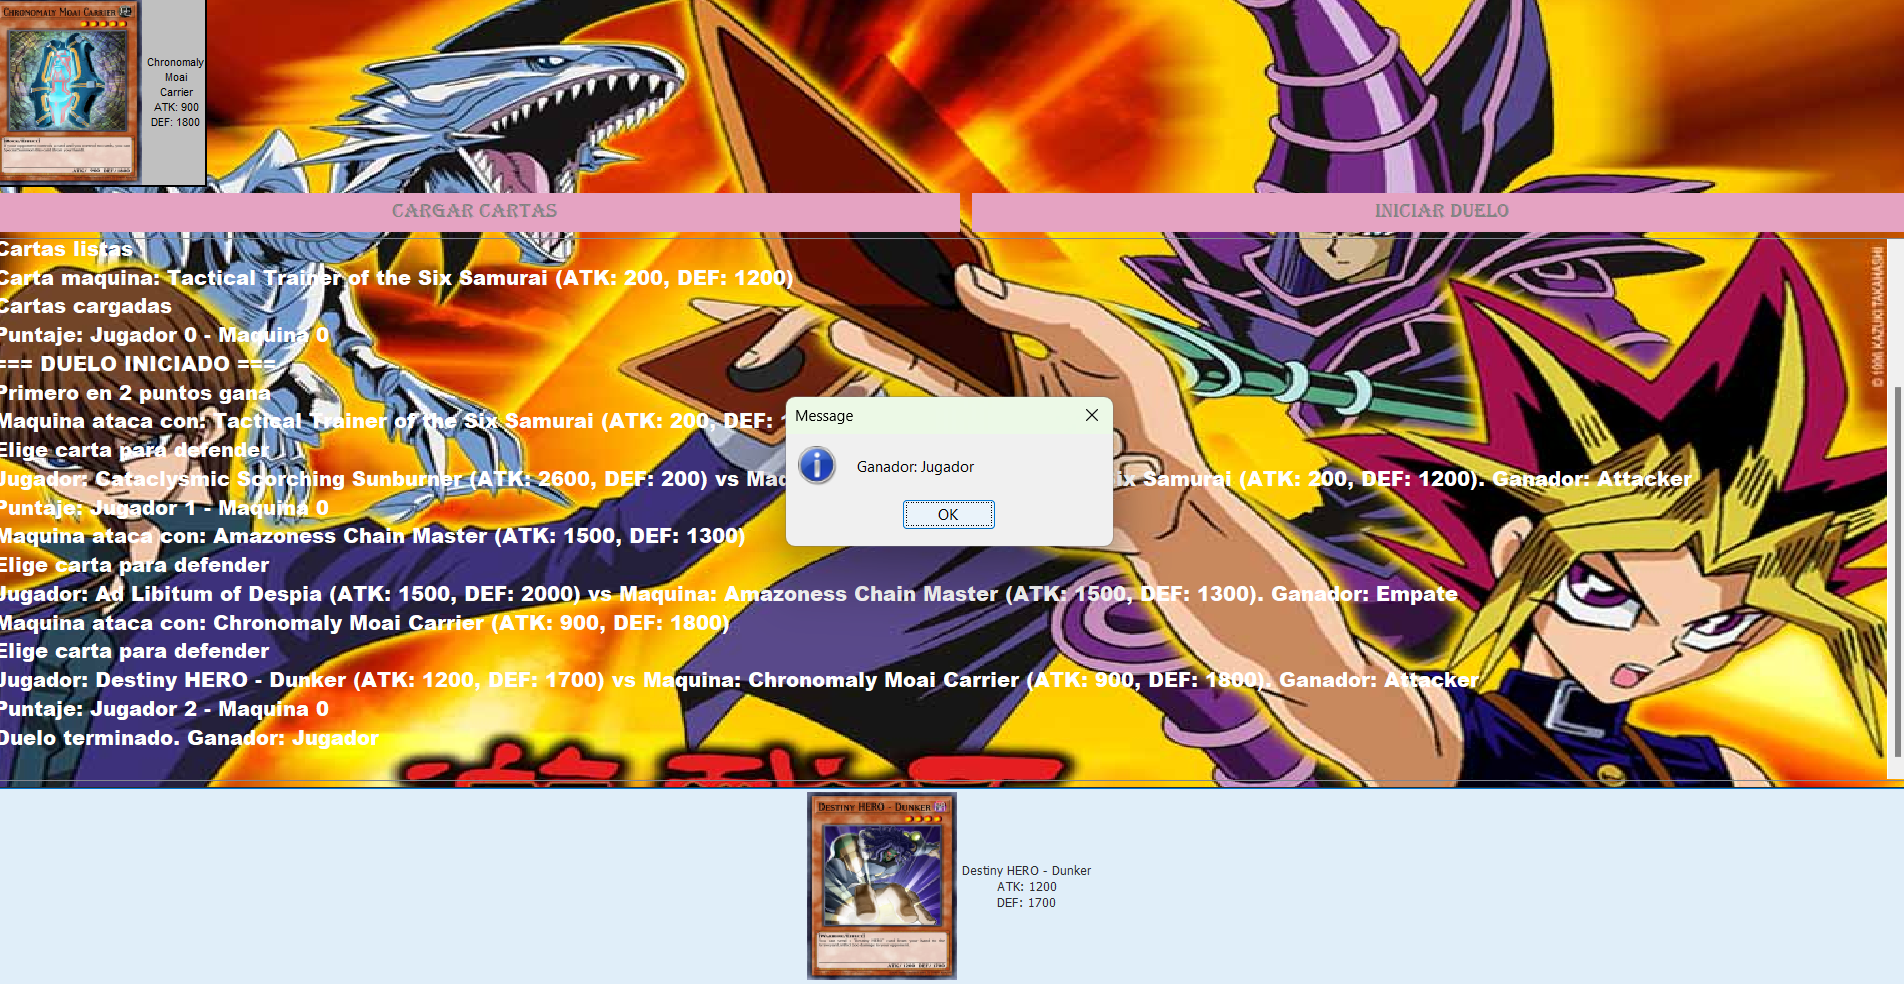 CHRONOMALY MOAI CARRIER
Chronomaly
Moai
Carrier
ATK: 900
DEF: 1800
CARGAR CARTAS
INICIAR DUELO
Cartas listas
Carta maquina: Tactical Trainer of the Six Samurai (ATK: 200, DEF: 1200)
Cartas cargadas
Puntaje: Jugador 0 - Maquina 0
=== DUELO INICIADO ===
Primero en 2 puntos gana
Maquina ataca con: Tactical Trainer of the Six Samurai (ATK: 200, DEF:
Elige carta para defender
Jugador: Cataclysmic Scorching Sunburner (ATK: 2600, DEF: 200) vs Samurai (ATK: 200, DEF: 1200). Ganador: Attacker
Puntaje: Jugador 1 - Maquina 0
Maquina ataca con: Amazoness Chain Master (ATK: 1500, DEF: 1300)
Elige carta para defender
Jugador: Ad Libitum of Despia (ATK: 1500, DEF: 2000) vs Maquina: Amazoness Chain Master (ATK: 1500, DEF: 1300). Ganador: Empate
Maquina ataca con: Chronomaly Moai Carrier (ATK: 900, DEF: 1800)
Elige carta para defender
Jugador: Destiny HERO - Dunker (ATK: 1200, DEF: 1700) vs Maquina: Chronomaly Moai Carrier (ATK: 900, DEF: 1800). Ganador: Attacker
Puntaje: Jugador 2 - Maquina 0
Duelo terminado. Ganador: Jugador
Message
Ganador: Jugador
OK
© 1996 KAZUKI TAKAHASHI
DESTINY HERO - DUNKER
Destiny HERO - Dunker
ATK: 1200
DEF: 1700